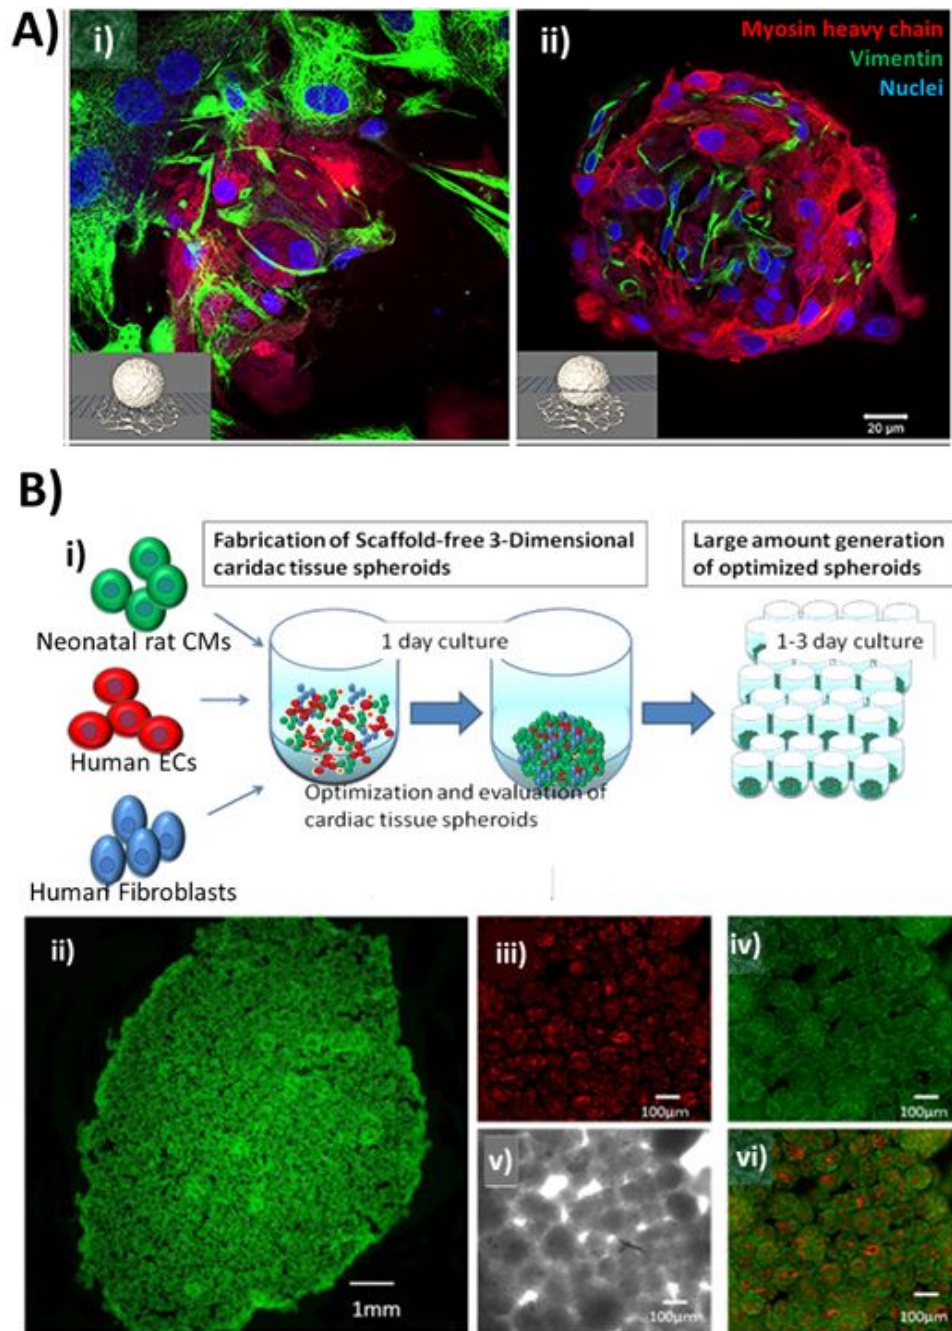 A)
i)
ii)
Myosin heavy chain
Vimentin
Nuclei
20 μm
B)
i)
Neonatal rat CMs
Human ECs
Human Fibroblasts
Fabrication of Scaffold-free 3-Dimensional
caridac tissue spheroids
1 day culture
Optimization and evaluation of
cardiac tissue spheroids
Large amount generation
of optimized spheroids
1-3 day culture
ii)
1mm
iii)
100μm
iv)
100μm
v)
100μm
vi)
100μm